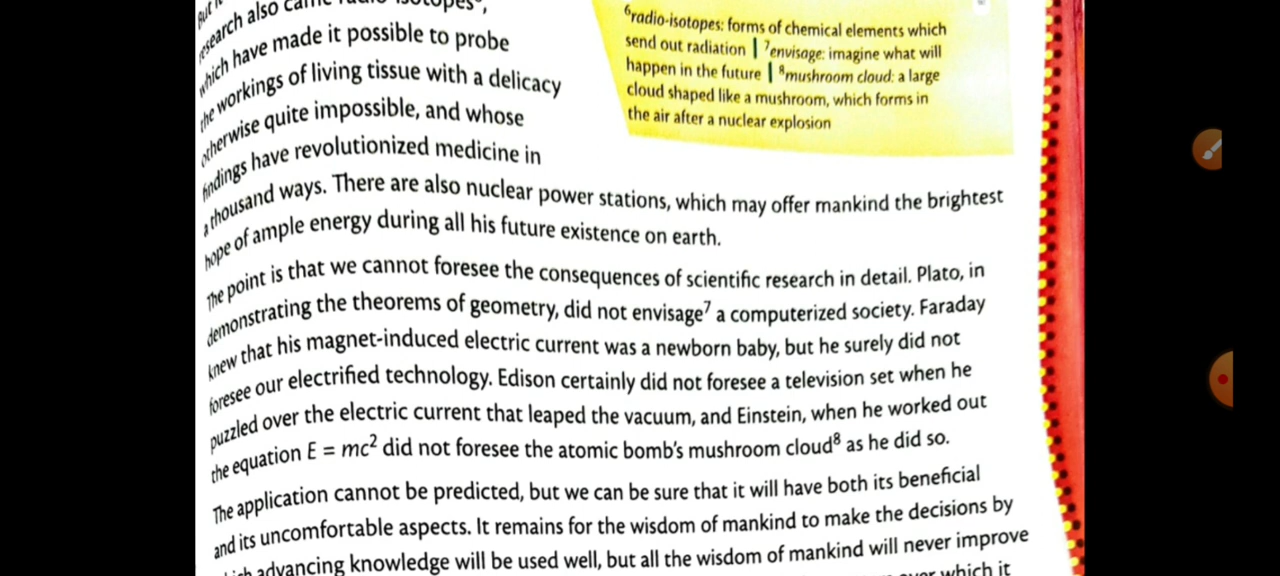 research also came radio-isotopes⁶,
which have made it possible to probe
the workings of living tissue with a delicacy
otherwise quite impossible, and whose
findings have revolutionized medicine in
a thousand ways. There are also nuclear power stations, which may offer mankind the brightest
hope of ample energy during all his future existence on earth.
⁶radio-isotopes: forms of chemical elements which
send out radiation | ⁷envisage: imagine what will
happen in the future | ⁸mushroom cloud: a large
cloud shaped like a mushroom, which forms in
the air after a nuclear explosion
The point is that we cannot foresee the consequences of scientific research in detail. Plato, in
demonstrating the theorems of geometry, did not envisage⁷ a computerized society. Faraday
knew that his magnet-induced electric current was a newborn baby, but he surely did not
foresee our electrified technology. Edison certainly did not foresee a television set when he
puzzled over the electric current that leaped the vacuum, and Einstein, when he worked out
the equation E = mc² did not foresee the atomic bomb's mushroom cloud⁸ as he did so.
The application cannot be predicted, but we can be sure that it will have both its beneficial
and its uncomfortable aspects. It remains for the wisdom of mankind to make the decisions by
which advancing knowledge will be used well, but all the wisdom of mankind will never improve
over which it